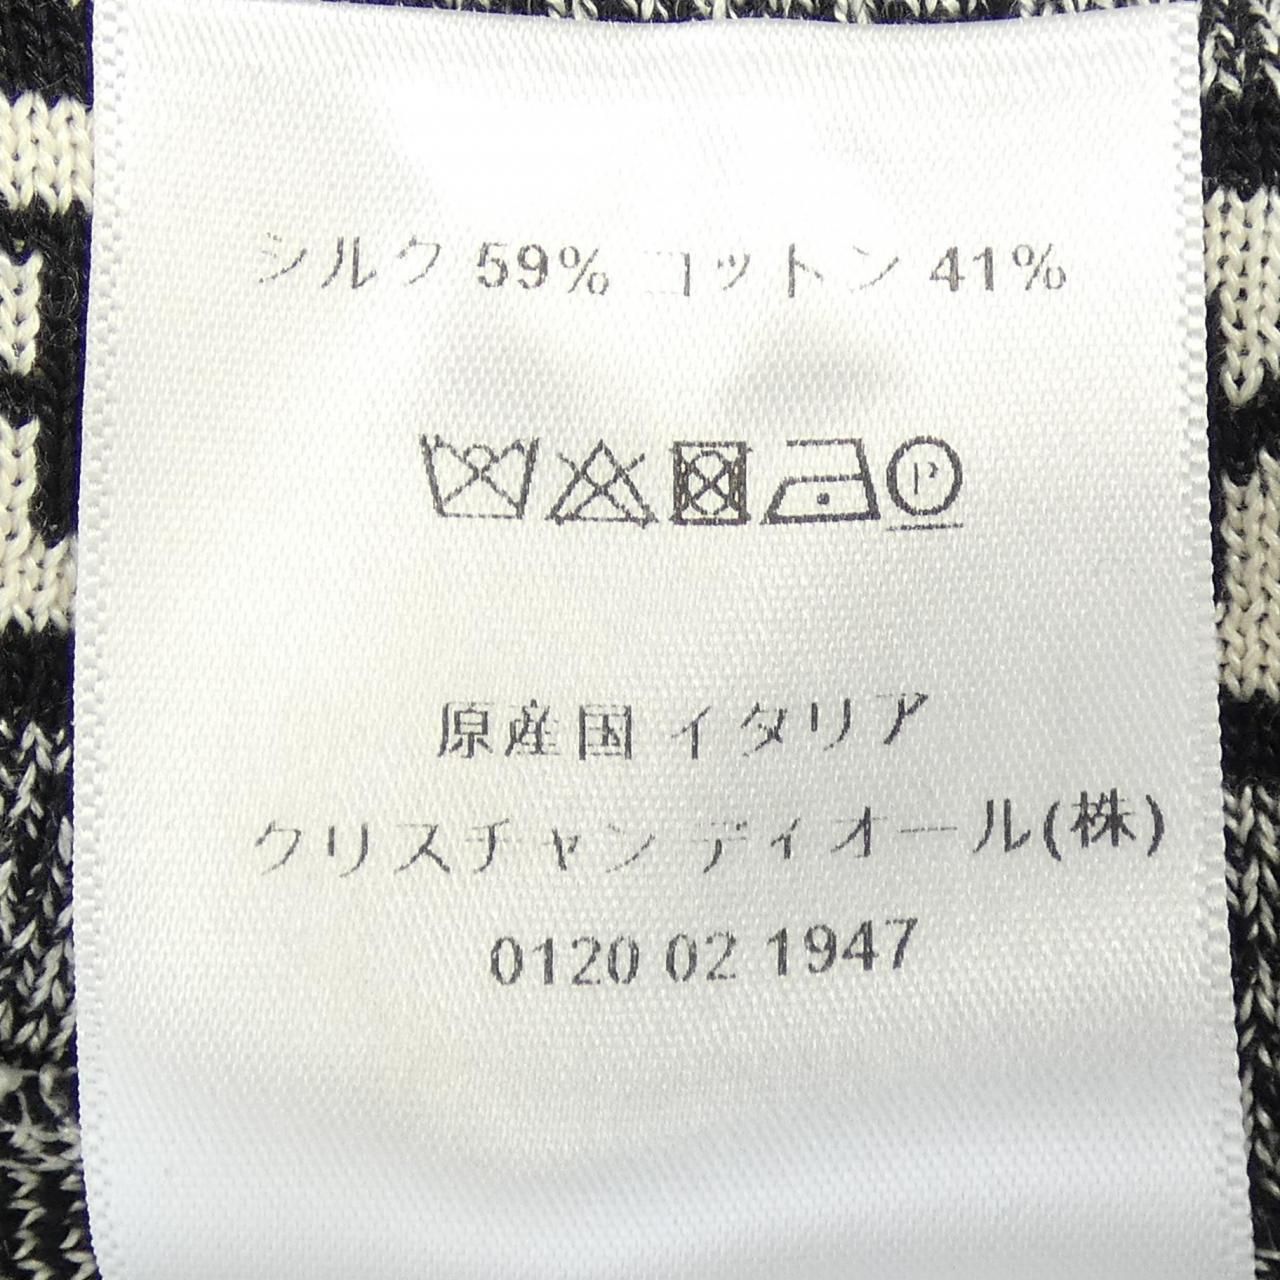 シルク 59% コットン 41%
P
原産国 イタリア
クリスチャン ディオール(株)
0120 02 1947